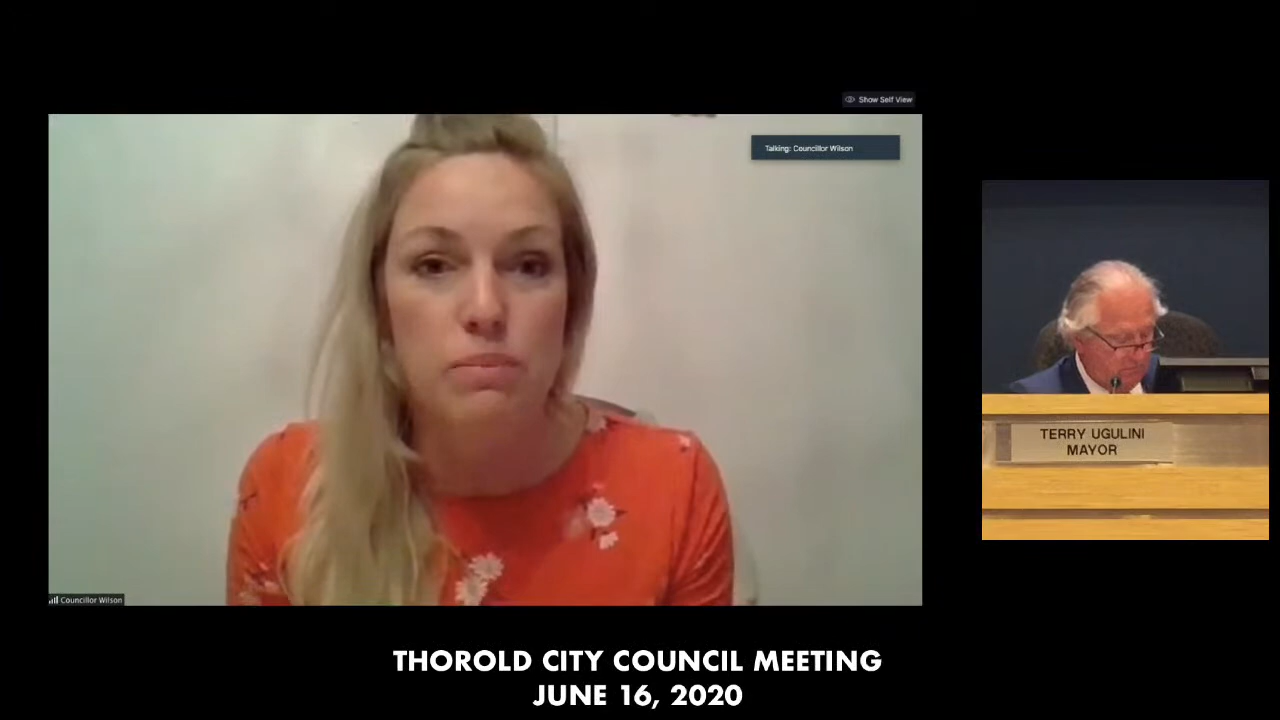 Show Self View
Talking: Councillor Wilson
TERRY UGULINI
MAYOR
Councillor Wilson
THOROLD CITY COUNCIL MEETING
JUNE 16, 2020